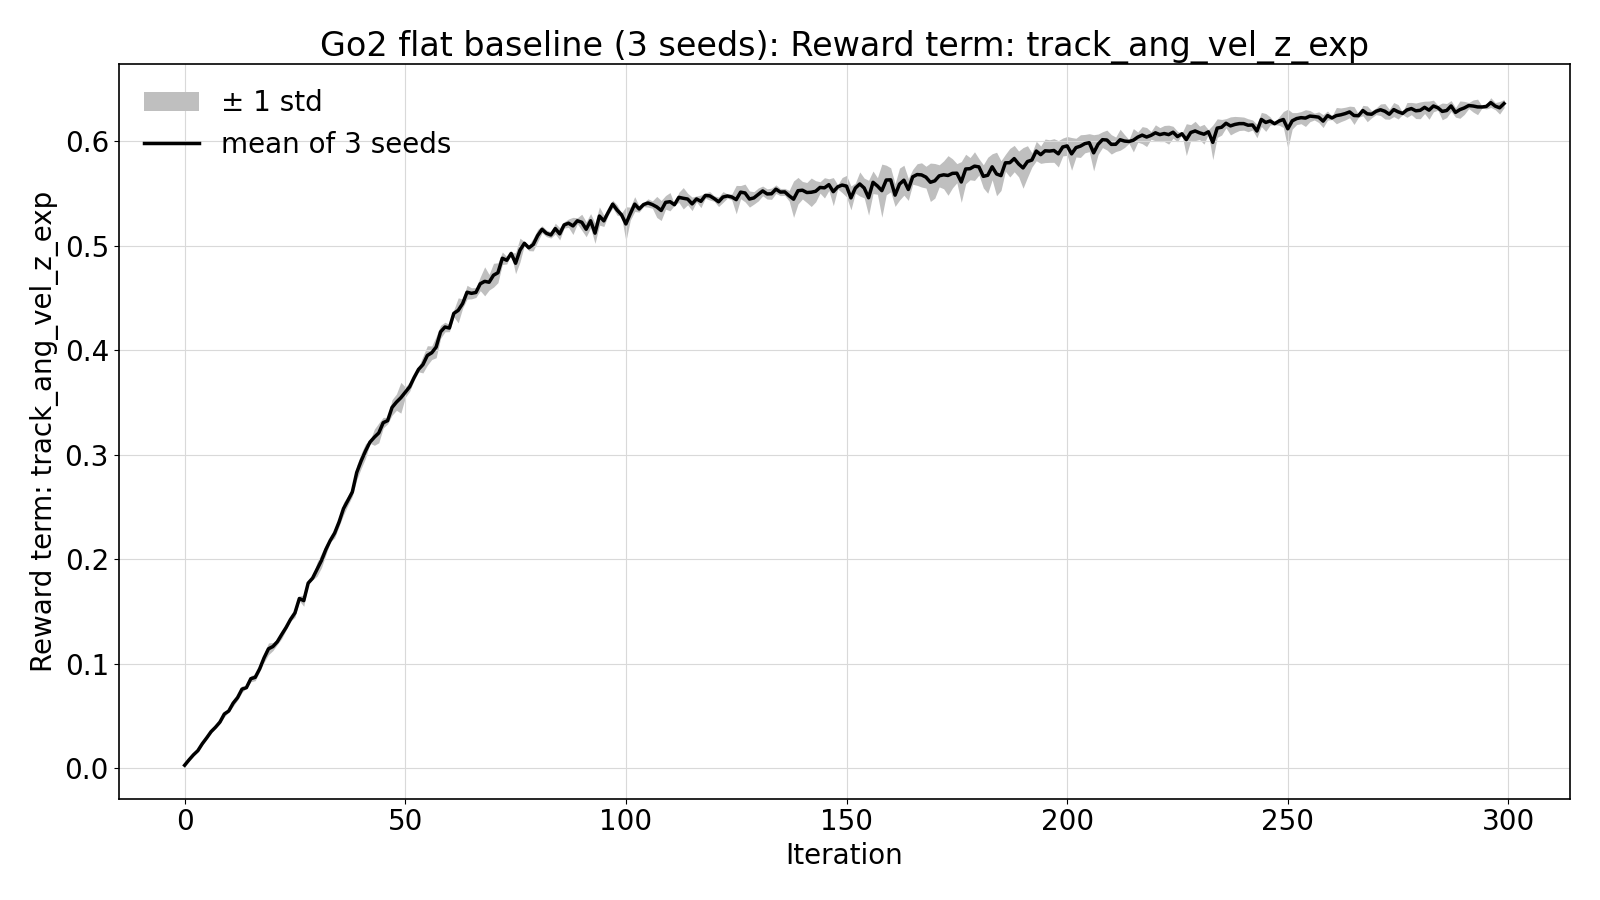 Go2 flat baseline (3 seeds): Reward term: track_ang_vel_z_exp
± 1 std
mean of 3 seeds
Reward term: track_ang_vel_z_exp
0.6
0.5
0.4
0.3
0.2
0.1
0.0
0 50 100 150 200 250 300
Iteration